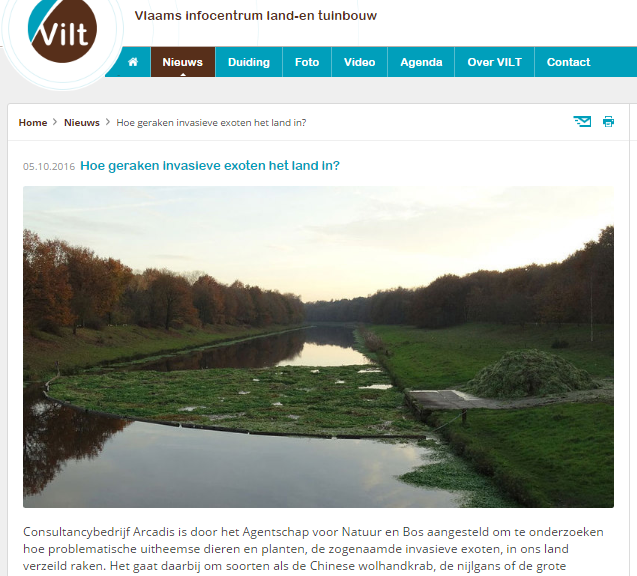 Vlaams infocentrum land-en tuinbouw
Vilt
Nieuws Duiding Foto Video Agenda Over VILT Contact
Home > Nieuws > Hoe geraken invasieve exoten het land in?
05.10.2016 Hoe geraken invasieve exoten het land in?
Consultancybedrijf Arcadis is door het Agentschap voor Natuur en Bos aangesteld om te onderzoeken
hoe problematische uitheemse dieren en planten, de zogenaamde invasieve exoten, in ons land
verzeild raken. Het gaat daarbij om soorten als de Chinese wolhandkrab, de nijlgans of de grote